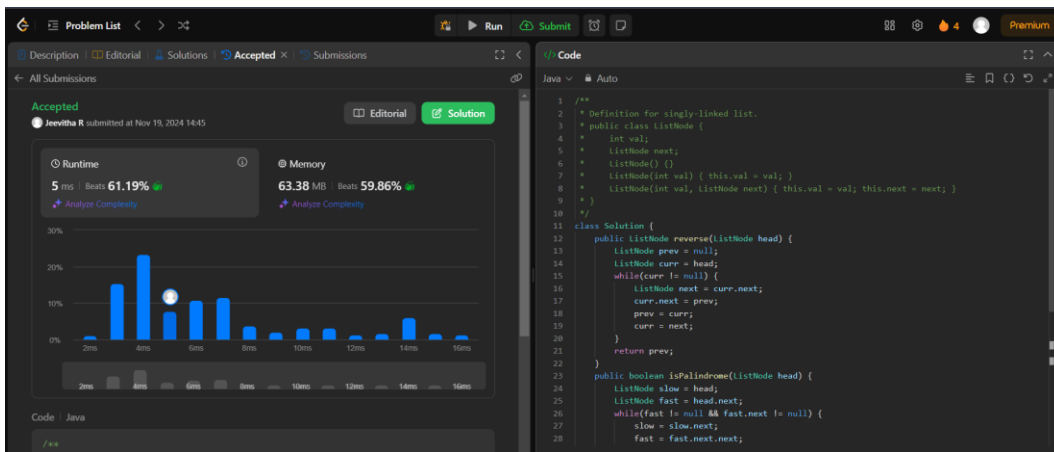 Problem List
Run
Submit
4
Premium
Description
Editorial
Solutions
Accepted
Submissions
All Submissions
Accepted
Jeevitha R submitted at Nov 19, 2024 14:45
Editorial
Solution
Runtime
5 ms Beats 61.19%
Analyze Complexity
Memory
63.38 MB Beats 59.86%
Analyze Complexity
30%
20%
10%
0%
2ms 4ms 6ms 8ms 10ms 12ms 14ms 16ms
2ms 4ms 6ms 8ms 10ms 12ms 14ms 16ms
Code Java
/**
</> Code
Java Auto
1 /**
2 * Definition for singly-linked list.
3 * public class ListNode {
4 * int val;
5 * ListNode next;
6 * ListNode() {}
7 * ListNode(int val) { this.val = val; }
8 * ListNode(int val, ListNode next) { this.val = val; this.next = next; }
9 * }
10 */
11 class Solution {
12 public ListNode reverse(ListNode head) {
13 ListNode prev = null;
14 ListNode curr = head;
15 while(curr != null) {
16 ListNode next = curr.next;
17 curr.next = prev;
18 prev = curr;
19 curr = next;
20 }
21 return prev;
22 }
23 public boolean isPalindrome(ListNode head) {
24 ListNode slow = head;
25 ListNode fast = head.next;
26 while(fast != null && fast.next != null) {
27 slow = slow.next;
28 fast = fast.next.next;